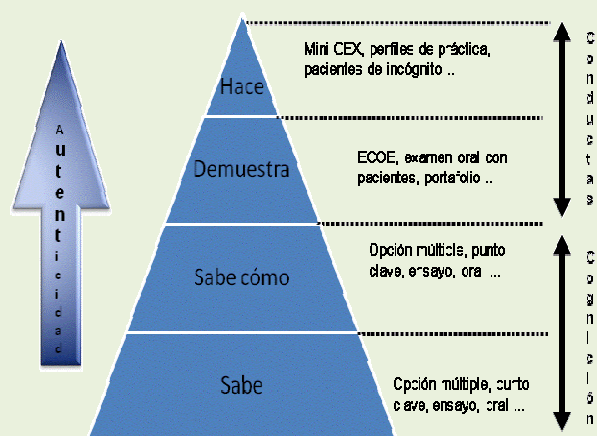 Autenticidad
Hace
Mini CEX, perfiles de práctica,
pacientes de incógnito ..
Demuestra
ECOE, examen oral con
pacientes, portafolio ..
Conductas
Sabe cómo
Opción múltiple, punto
clave, ensayo, oral ...
Sabe
Opción múltiple, punto
clave, ensayo, oral ...
Cognición